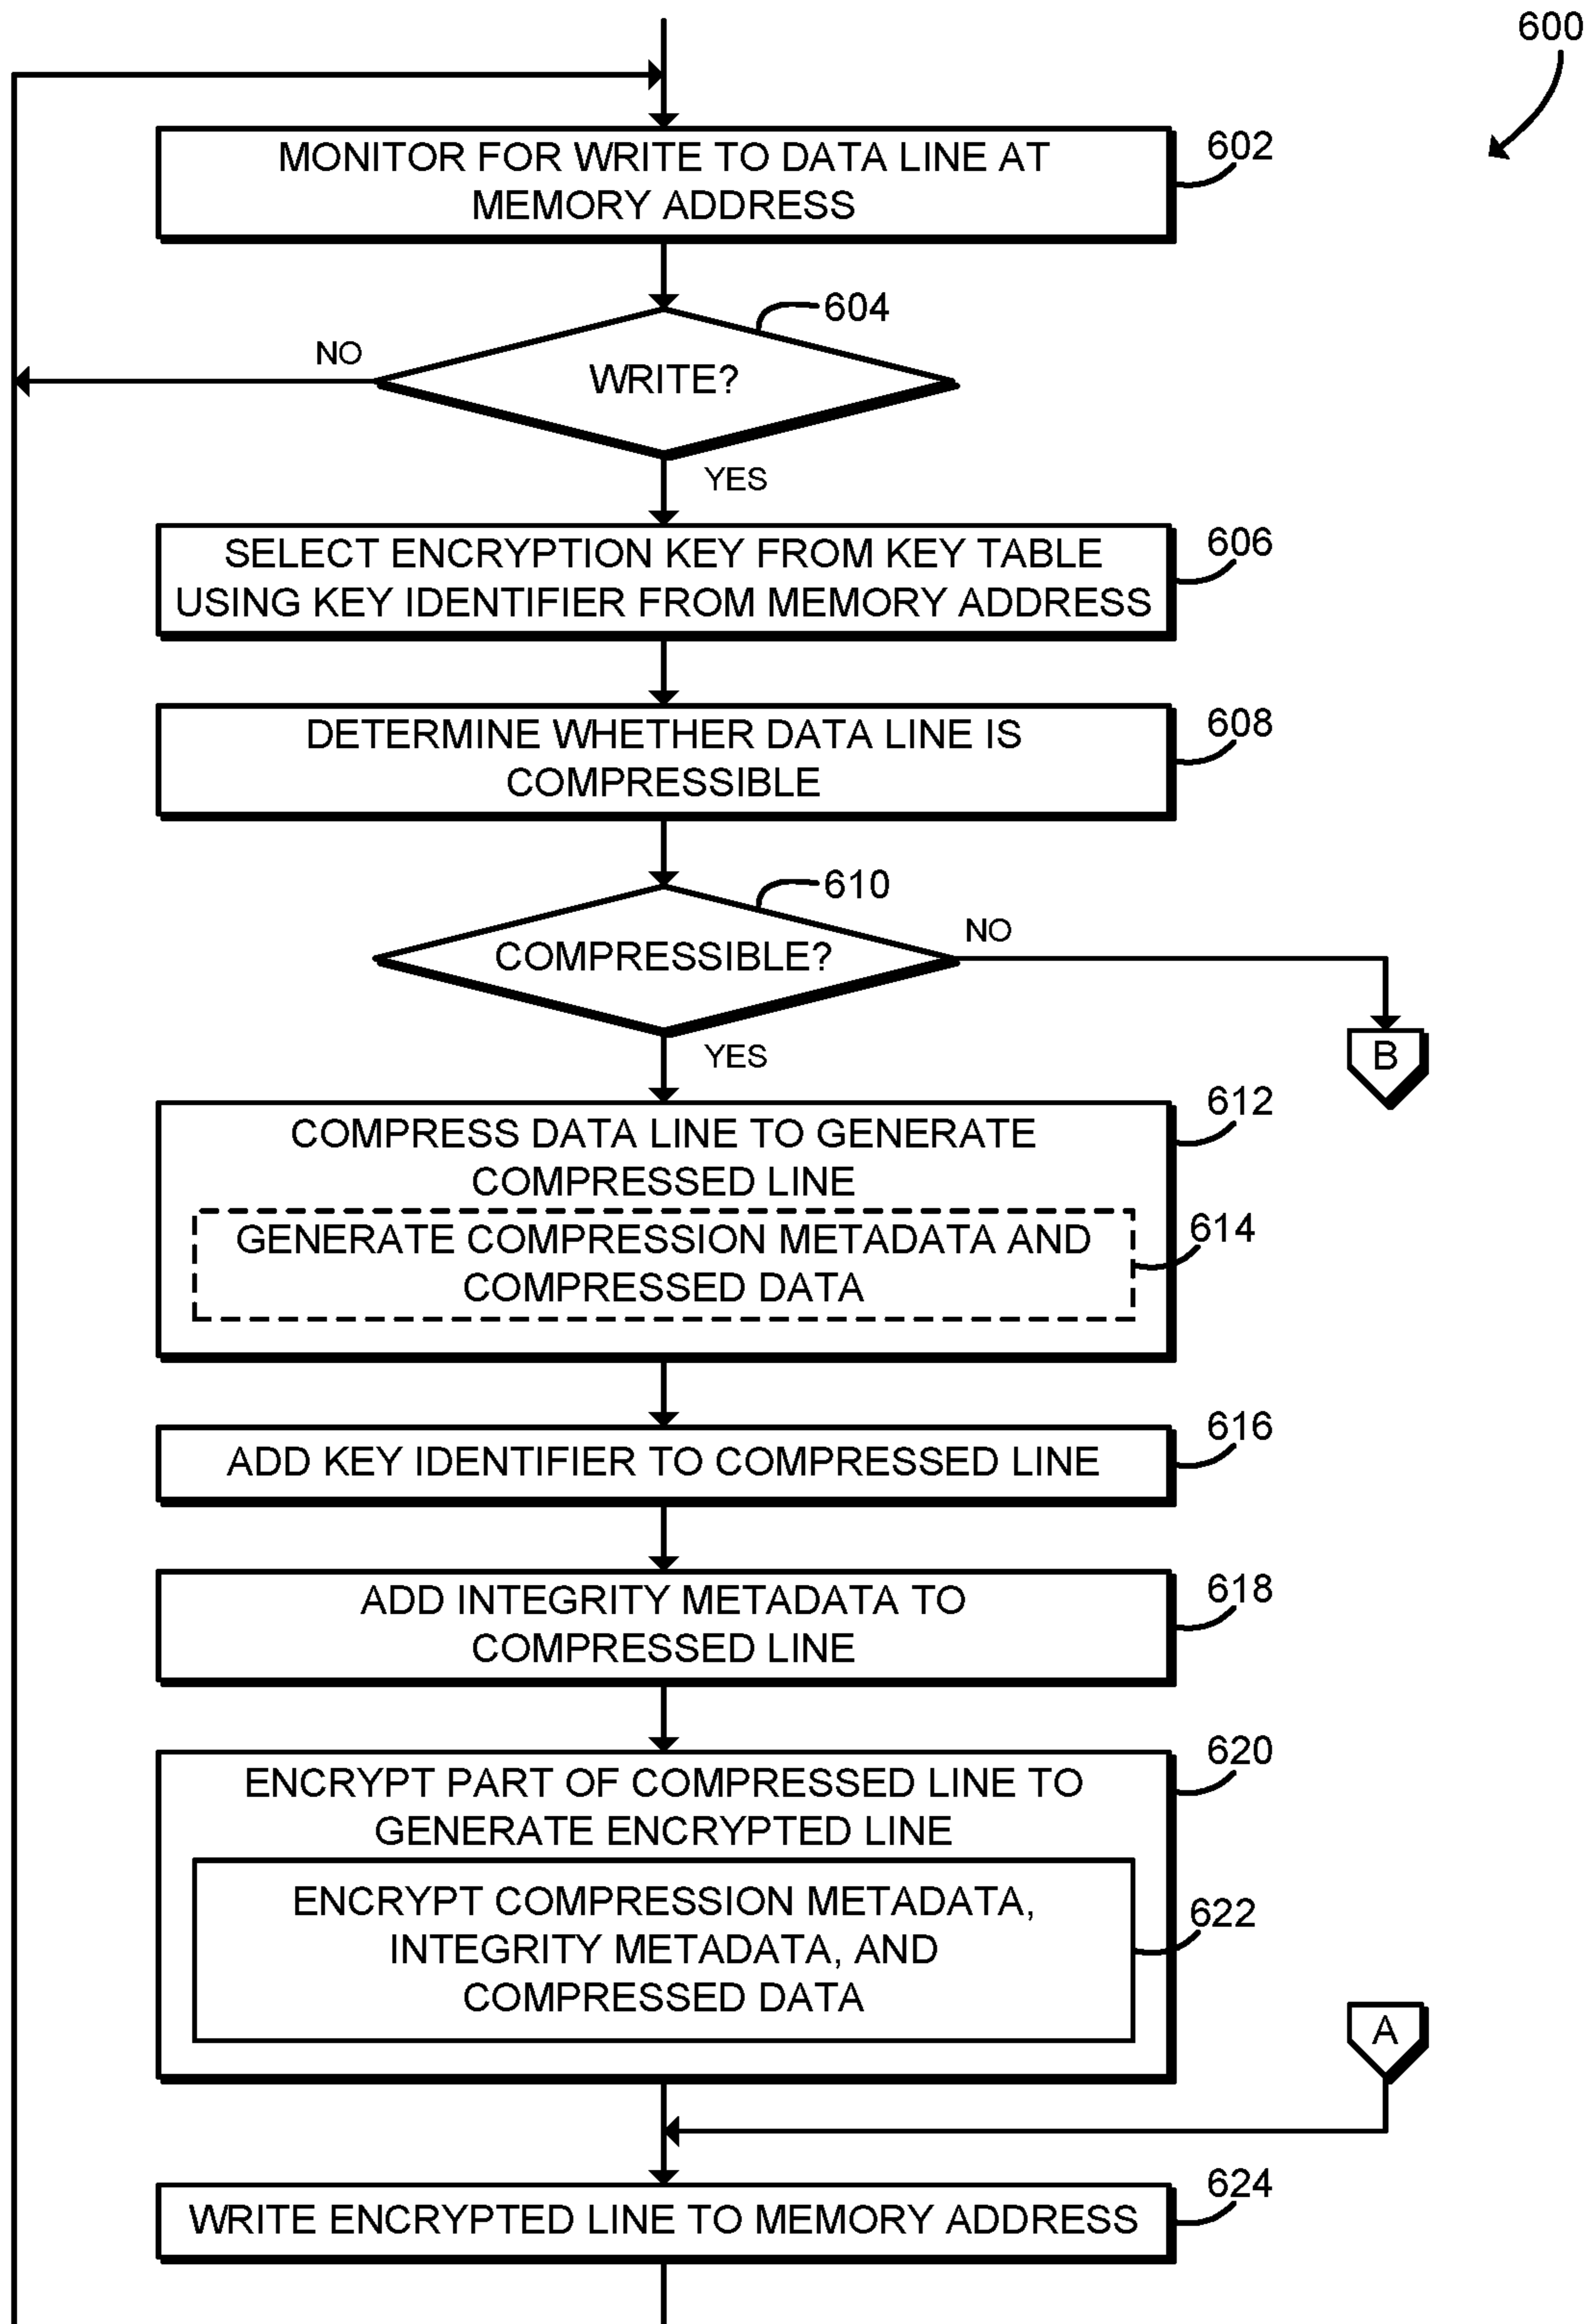 600
MONITOR FOR WRITE TO DATA LINE AT
MEMORY ADDRESS
602
604
WRITE?
NO
YES
SELECT ENCRYPTION KEY FROM KEY TABLE
USING KEY IDENTIFIER FROM MEMORY ADDRESS
606
DETERMINE WHETHER DATA LINE IS
COMPRESSIBLE
608
610
COMPRESSIBLE?
NO
YES
B
COMPRESS DATA LINE TO GENERATE
COMPRESSED LINE
612
GENERATE COMPRESSION METADATA AND
COMPRESSED DATA
614
ADD KEY IDENTIFIER TO COMPRESSED LINE
616
ADD INTEGRITY METADATA TO
COMPRESSED LINE
618
ENCRYPT PART OF COMPRESSED LINE TO
GENERATE ENCRYPTED LINE
620
ENCRYPT COMPRESSION METADATA,
INTEGRITY METADATA, AND
COMPRESSED DATA
622
A
WRITE ENCRYPTED LINE TO MEMORY ADDRESS
624